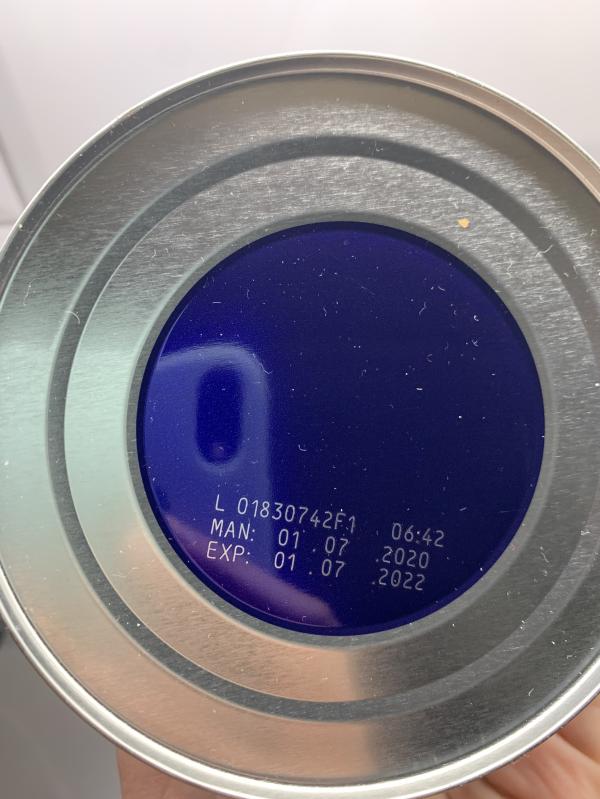 L 01830742F1 06:42
MAN: 01 . 07 .2020
EXP: 01 . 07 .2022